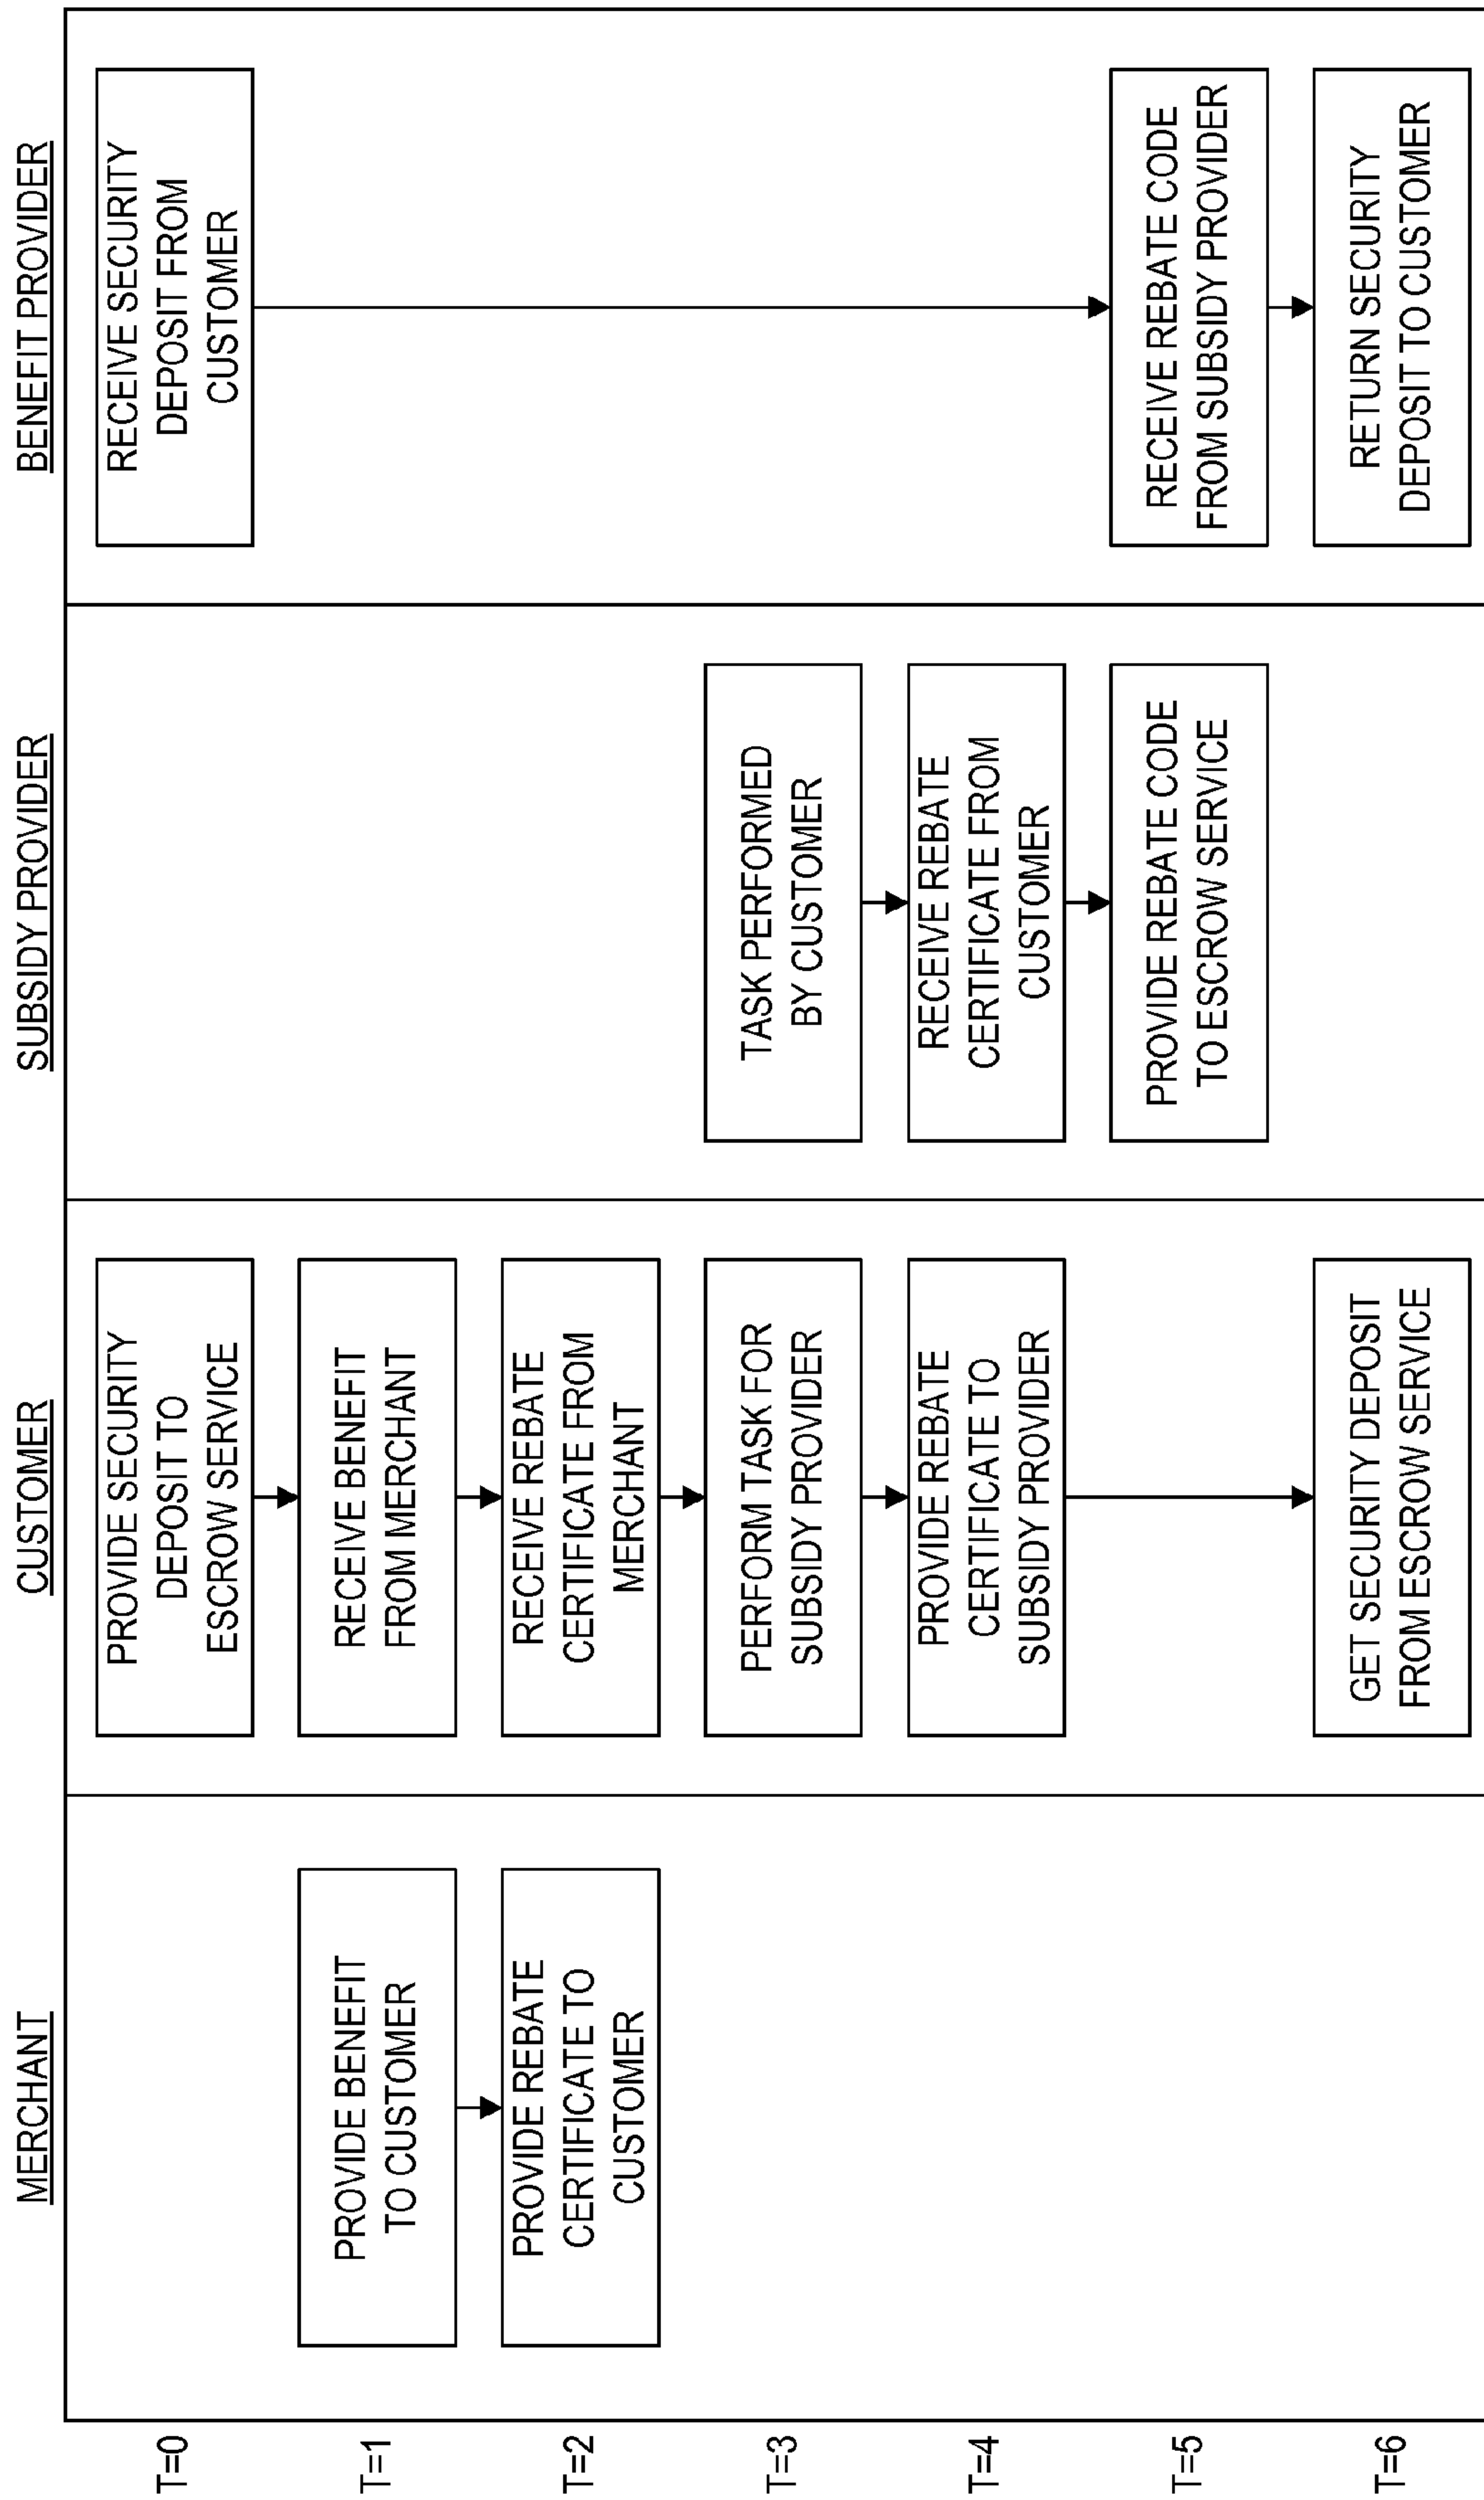 MERCHANT
CUSTOMER
SUBSIDY PROVIDER
BENEFIT PROVIDER
T=0
PROVIDE SECURITY
DEPOSIT TO
ESCROW SERVICE
RECEIVE SECURITY
DEPOSIT FROM
CUSTOMER
T=1
PROVIDE BENEFIT
TO CUSTOMER
RECEIVE BENEFIT
FROM MERCHANT
T=2
PROVIDE REBATE
CERTIFICATE TO
CUSTOMER
RECEIVE REBATE
CERTIFICATE FROM
MERCHANT
T=3
PERFORM TASK FOR
SUBSIDY PROVIDER
TASK PERFORMED
BY CUSTOMER
T=4
PROVIDE REBATE
CERTIFICATE TO
SUBSIDY PROVIDER
RECEIVE REBATE
CERTIFICATE FROM
CUSTOMER
T=5
PROVIDE REBATE CODE
TO ESCROW SERVICE
RECEIVE REBATE CODE
FROM SUBSIDY PROVIDER
T=6
GET SECURITY DEPOSIT
FROM ESCROW SERVICE
RETURN SECURITY
DEPOSIT TO CUSTOMER